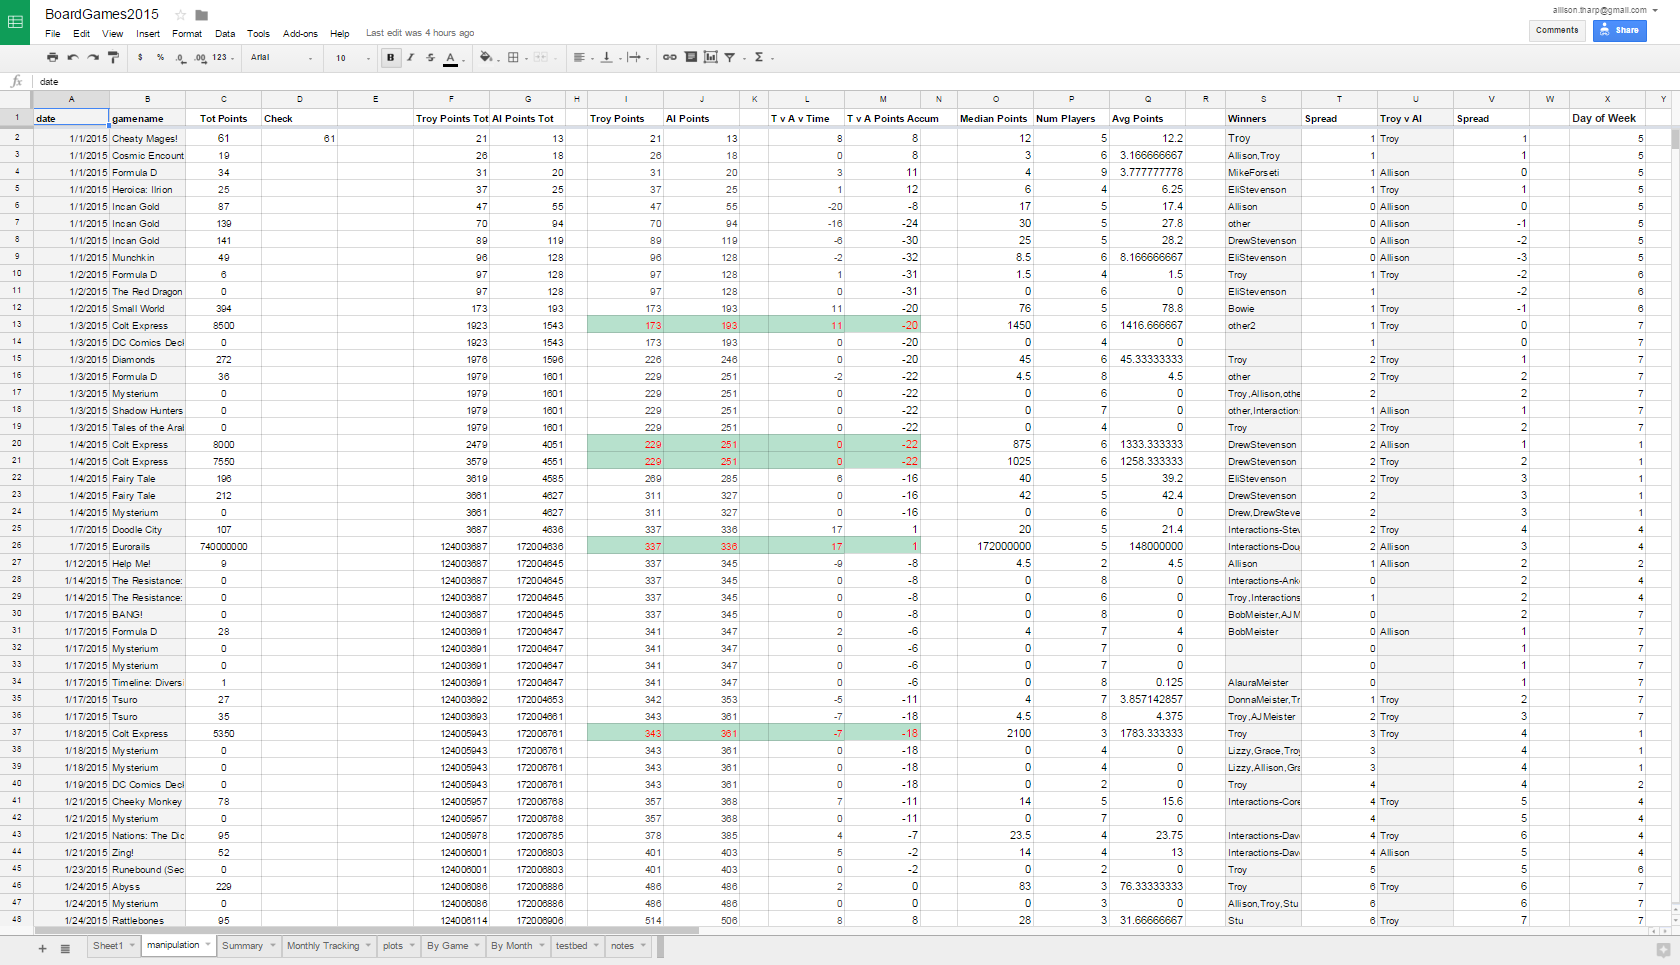 BoardGames2015
allison.tharp@gmail.com
File Edit View Insert Format Data Tools Add-ons Help Last edit was 4 hours ago
Comments Share
$ % .0 .00 123 Arial 10 B I S A Σ
fx date
A B C D E F G H I J K L M N O P Q R S T U V W X Y
1 date gamename Tot Points Check Troy Points Tot Al Points Tot Troy Points Al Points T v A v Time T v A Points Accum Median Points Num Players Avg Points Winners Spread Troy v Al Spread Day of Week
2 1/1/2015 Cheaty Mages! 61 61 21 13 21 13 8 8 12 5 12.2 Troy 1 Troy 1 5
3 1/1/2015 Cosmic Encount 19 26 18 26 18 0 8 3 6 3.166666667 Allison,Troy 1 1 5
4 1/1/2015 Formula D 34 31 20 31 20 3 11 4 9 3.777777778 MikeForseti 1 Allison 0 5
5 1/1/2015 Heroica: Ilrion 25 37 25 37 25 1 12 6 4 6.25 EliStevenson 1 Troy 1 5
6 1/1/2015 Incan Gold 87 47 55 47 55 -20 -8 17 5 17.4 Allison 0 Allison 0 5
7 1/1/2015 Incan Gold 139 70 94 70 94 -16 -24 30 5 27.8 other 0 Allison -1 5
8 1/1/2015 Incan Gold 141 89 119 89 119 -6 -30 25 5 28.2 DrewStevenson 0 Allison -2 5
9 1/1/2015 Munchkin 49 96 128 96 128 -2 -32 8.5 6 8.166666667 EliStevenson 0 Allison -3 5
10 1/2/2015 Formula D 6 97 128 97 128 1 -31 1.5 4 1.5 Troy 1 Troy -2 6
11 1/2/2015 The Red Dragon 0 97 128 97 128 0 -31 0 6 0 EliStevenson 1 -2 6
12 1/2/2015 Small World 394 173 193 173 193 11 -20 76 5 78.8 Bowie 1 Troy -1 6
13 1/3/2015 Colt Express 8500 1923 1543 173 193 11 -20 1450 6 1416.666667 other2 1 Troy 0 7
14 1/3/2015 DC Comics Deck 0 1923 1543 173 193 0 -20 0 4 0 1 0 7
15 1/3/2015 Diamonds 272 1976 1596 226 246 0 -20 45 6 45.33333333 Troy 2 Troy 1 7
16 1/3/2015 Formula D 36 1979 1601 229 251 -2 -22 4.5 8 4.5 other 2 Troy 2 7
17 1/3/2015 Mysterium 0 1979 1601 229 251 0 -22 0 6 0 Troy,Allison,othe 2 2 7
18 1/3/2015 Shadow Hunters 0 1979 1601 229 251 0 -22 0 7 0 other,Interaction 1 Allison 1 7
19 1/3/2015 Tales of the Aral 0 1979 1601 229 251 0 -22 0 4 0 Troy 2 Troy 2 7
20 1/4/2015 Colt Express 8000 2479 4051 229 251 0 -22 875 6 1333.333333 DrewStevenson 2 Allison 1 1
21 1/4/2015 Colt Express 7550 3579 4551 229 251 0 -22 1025 6 1258.333333 DrewStevenson 2 Troy 2 1
22 1/4/2015 Fairy Tale 196 3619 4585 269 285 6 -16 40 5 39.2 EliStevenson 2 Troy 3 1
23 1/4/2015 Fairy Tale 212 3661 4627 311 327 0 -16 42 5 42.4 DrewStevenson 2 3 1
24 1/4/2015 Mysterium 0 3661 4627 311 327 0 -16 0 6 0 Drew,DrewSteve 2 3 1
25 1/7/2015 Doodle City 107 3687 4636 337 336 17 1 20 5 21.4 Interactions-Stev 2 Troy 4 4
26 1/7/2015 Eurorails 740000000 124003687 172004636 337 336 17 1 172000000 5 148000000 Interactions-Dou 2 Allison 3 4
27 1/12/2015 Help Me! 9 124003687 172004645 337 345 -9 -8 4.5 2 4.5 Allison 1 Allison 2 2
28 1/14/2015 The Resistance: 0 124003687 172004645 337 345 0 -8 0 8 0 Interactions-Ank 0 2 4
29 1/14/2015 The Resistance: 0 124003687 172004645 337 345 0 -8 0 6 0 Troy,Interactions 1 2 4
30 1/17/2015 BANG! 0 124003687 172004645 337 345 0 -8 0 8 0 BobMeister,AJM 0 2 7
31 1/17/2015 Formula D 28 124003691 172004647 341 347 2 -6 4 7 4 BobMeister 0 Allison 1 7
32 1/17/2015 Mysterium 0 124003691 172004647 341 347 0 -6 0 7 0 0 1 7
33 1/17/2015 Mysterium 0 124003691 172004647 341 347 0 -6 0 7 0 0 1 7
34 1/17/2015 Timeline: Diversi 1 124003691 172004647 341 347 0 -6 0 8 0.125 AlauraMeister 0 1 7
35 1/17/2015 Tsuro 27 124003692 172004653 342 353 -5 -11 4 7 3.857142857 DonnaMeister,Tr 1 Troy 2 7
36 1/17/2015 Tsuro 35 124003693 172004661 343 361 -7 -18 4.5 8 4.375 Troy,AJMeister 2 Troy 3 7
37 1/18/2015 Colt Express 5350 124005943 172006761 343 361 -7 -18 2100 3 1783.333333 Troy 3 Troy 4 1
38 1/18/2015 Mysterium 0 124005943 172006761 343 361 0 -18 0 4 0 Lizzy,Grace,Troy 3 4 1
39 1/18/2015 Mysterium 0 124005943 172006761 343 361 0 -18 0 4 0 Lizzy,Allison,Gra 3 4 1
40 1/19/2015 DC Comics Deck 0 124005943 172006761 343 361 0 -18 0 2 0 Troy 4 4 2
41 1/21/2015 Cheeky Monkey 78 124005957 172006768 357 368 7 -11 14 5 15.6 Interactions-Core 4 Troy 5 4
42 1/21/2015 Mysterium 0 124005957 172006768 357 368 0 -11 0 7 0 4 5 4
43 1/21/2015 Nations: The Dic 95 124005978 172006785 378 385 4 -7 23.5 4 23.75 Interactions-Dav 4 Troy 6 4
44 1/21/2015 Zing! 52 124006001 172006803 401 403 5 -2 14 4 13 Interactions-Dav 4 Allison 5 4
45 1/23/2015 Runebound (Sec 0 124006001 172006803 401 403 0 -2 0 2 0 Troy 5 5 6
46 1/24/2015 Abyss 229 124006086 172006886 486 486 2 0 83 3 76.33333333 Troy 6 Troy 6 7
47 1/24/2015 Mysterium 0 124006086 172006886 486 486 0 0 0 3 0 Allison,Troy,Stu 6 6 7
48 1/24/2015 Rattlebones 95 124006114 172006906 514 506 8 8 28 3 31.66666667 Stu 6 Troy 7 7
Sheet1 manipulation Summary Monthly Tracking plots By Game By Month testbed notes